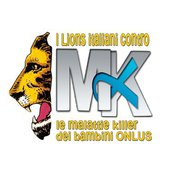 I Lions Italiani contro
MK
le malattie killer
dei bambini ONLUS